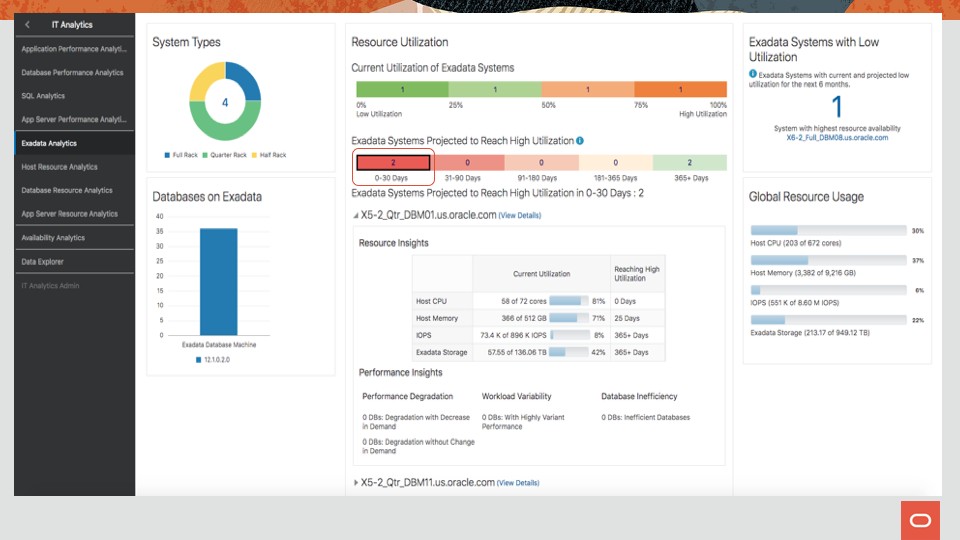 IT Analytics
Application Performance Analyti...
Database Performance Analytics
SQL Analytics
App Server Performance Analyti...
Exadata Analytics
Host Resource Analytics
Database Resource Analytics
App Server Resource Analytics
Availability Analytics
Data Explorer
IT Analytics Admin
System Types
4
Full Rack
Quarter Rack
Half Rack
Databases on Exadata
40
35
30
25
20
15
10
5
0
Exadata Database Machine
12.1.0.2.0
Resource Utilization
Current Utilization of Exadata Systems
1 1 1 1
0% 25% 50% 75% 100%
Low Utilization High Utilization
Exadata Systems Projected to Reach High Utilization
2 0 0 0 2
0-30 Days 31-90 Days 91-180 Days 181-365 Days 365+ Days
Exadata Systems Projected to Reach High Utilization in 0-30 Days : 2
X5-2_Qtr_DBM01.us.oracle.com (View Details)
Resource Insights
Current Utilization
Reaching High
Utilization
Host CPU 58 of 72 cores 81% 0 Days
Host Memory 366 of 512 GB 71% 25 Days
IOPS 73.4 K of 896 K IOPS 8% 365+ Days
Exadata Storage 57.55 of 136.06 TB 42% 365+ Days
Performance Insights
Performance Degradation
0 DBs: Degradation with Decrease
in Demand
0 DBs: Degradation without Change
in Demand
Workload Variability
0 DBs: With Highly Variant
Performance
Database Inefficiency
0 DBs: Inefficient Databases
X5-2_Qtr_DBM11.us.oracle.com (View Details)
Exadata Systems with Low
Utilization
Exadata Systems with current and projected low
utilization for the next 6 months.
1
System with highest resource availability
X6-2_Full_DBM08.us.oracle.com
Global Resource Usage
30%
Host CPU (203 of 672 cores)
37%
Host Memory (3,382 of 9,216 GB)
6%
IOPS (551 K of 8.60 M IOPS)
22%
Exadata Storage (213.17 of 949.12 TB)